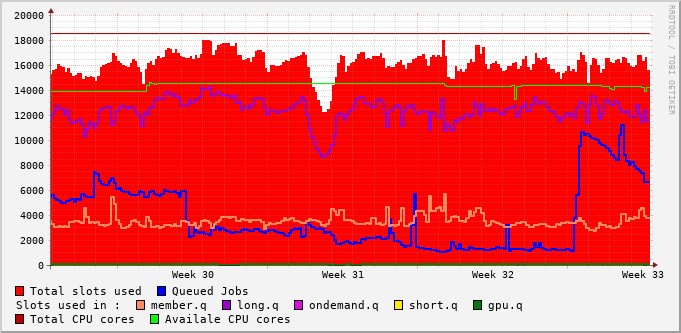 20000
18000
16000
14000
12000
10000
8000
6000
4000
2000
0
Week 30 Week 31 Week 32 Week 33
Total slots used Queued Jobs
Slots used in : member.q long.q ondemand.q short.q gpu.q
Total CPU cores Availale CPU cores
RRDTOOL / TOBI OETIKER